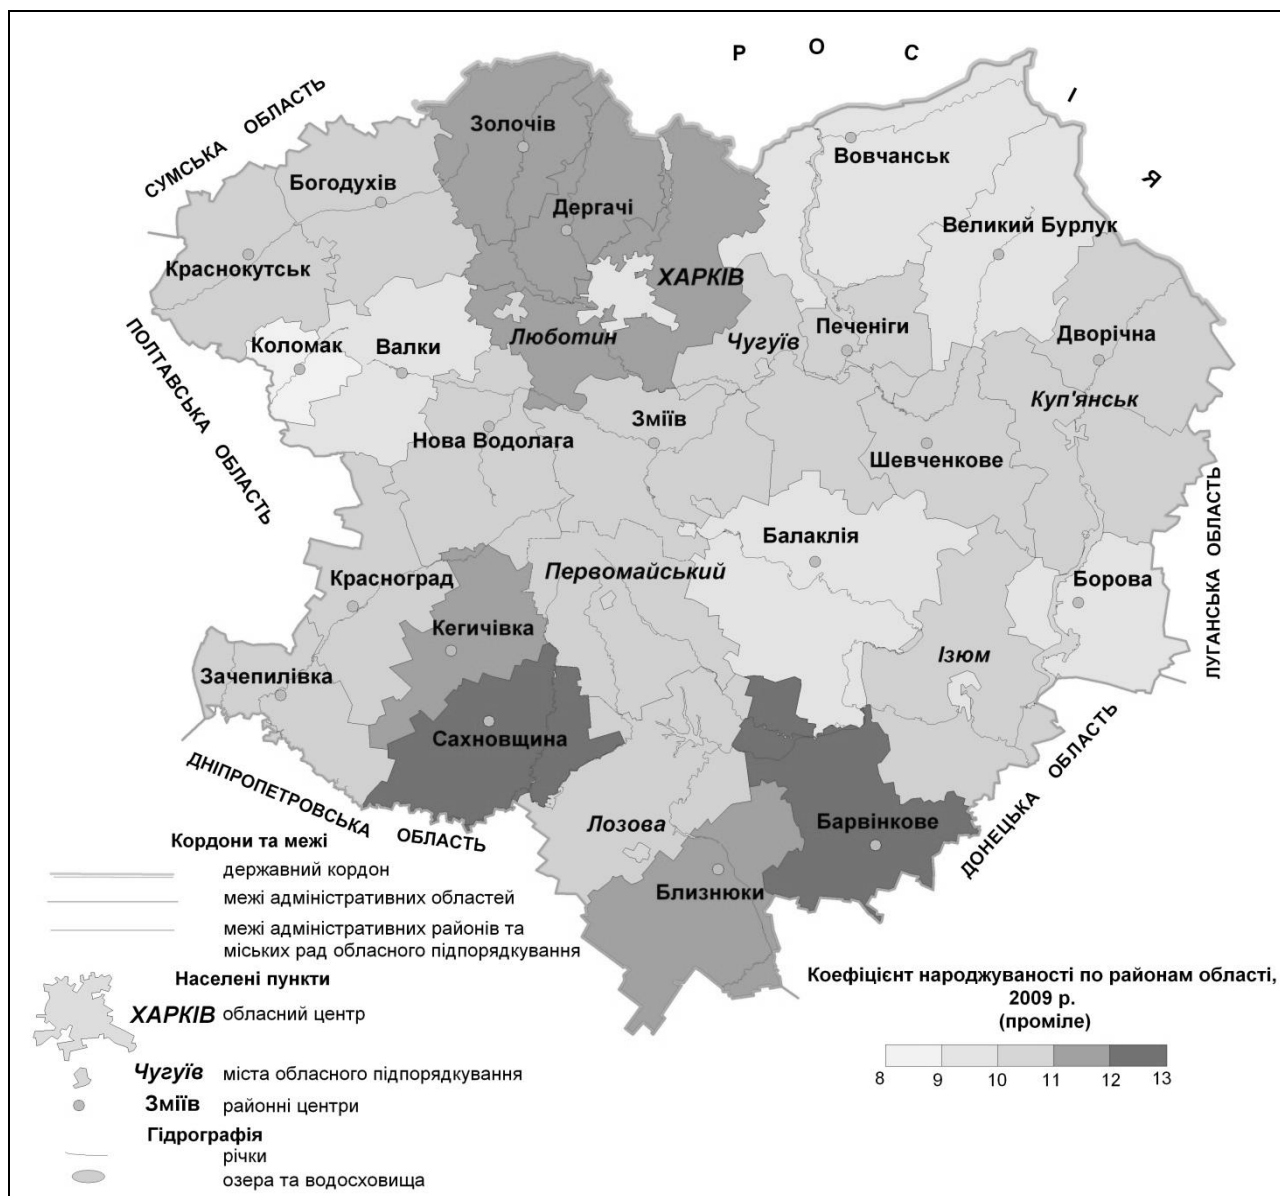 Р О С І Я
СУМСЬКА ОБЛАСТЬ
Золочів
Вовчанськ
Богодухів
Дергачі
Великий Бурлук
Краснокутськ
ХАРКІВ
ПОЛТАВСЬКА ОБЛАСТЬ
Коломак
Валки
Люботин
Чугуїв
Печеніги
Дворічна
Куп'янськ
Нова Водолага
Зміїв
Шевченкове
Балаклія
ЛУГАНСЬКА ОБЛАСТЬ
Красноград
Первомайський
Борова
Кегичівка
Зачепилівка
Ізюм
Сахновщина
ДНІПРОПЕТРОВСЬКА ОБЛАСТЬ
Лозова
Барвінкове
ДОНЕЦЬКА ОБЛАСТЬ
Близнюки
Кордони та межі
державний кордон
межі адміністративних областей
межі адміністративних районів та
міських рад обласного підпорядкування
Населені пункти
ХАРКІВ обласний центр
Чугуїв міста обласного підпорядкування
Зміїв районні центри
Гідрографія
річки
озера та водосховища
Коефіцієнт народжуваності по районам області,
2009 р.
(проміле)
8 9 10 11 12 13